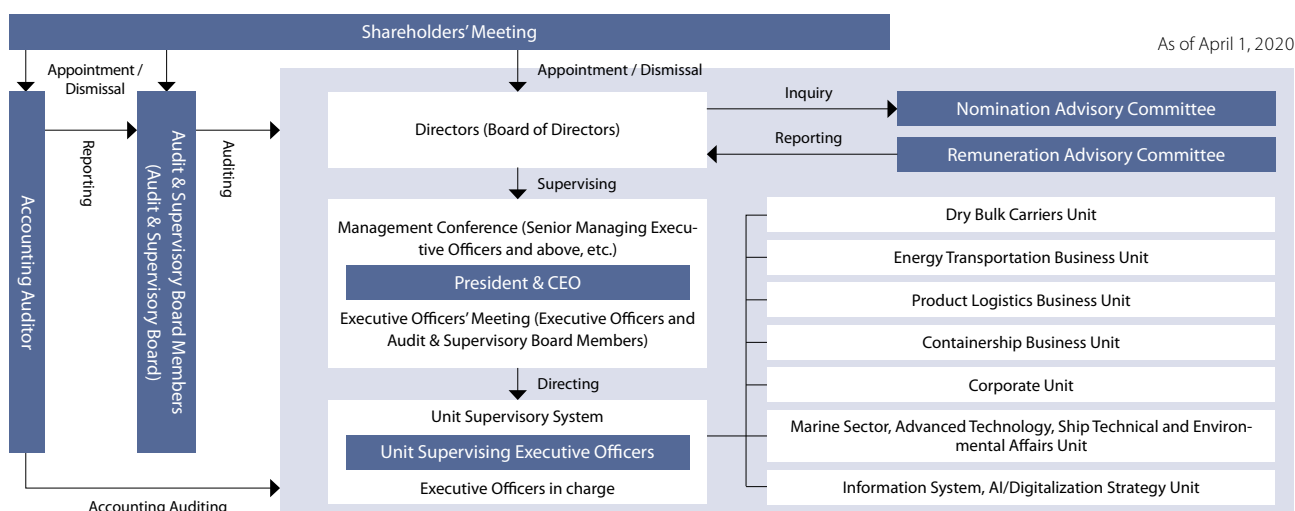 Shareholders’ Meeting
As of April 1, 2020
Appointment /
Dismissal
Appointment / Dismissal
Accounting Auditor
Reporting
Audit & Supervisory Board Members
(Audit & Supervisory Board)
Auditing
Directors (Board of Directors)
Inquiry
Nomination Advisory Committee
Reporting
Remuneration Advisory Committee
Supervising
Management Conference (Senior Managing Execu-
tive Officers and above, etc.)
President & CEO
Executive Officers’ Meeting (Executive Officers and
Audit & Supervisory Board Members)
Directing
Unit Supervisory System
Unit Supervising Executive Officers
Executive Officers in charge
Dry Bulk Carriers Unit
Energy Transportation Business Unit
Product Logistics Business Unit
Containership Business Unit
Corporate Unit
Marine Sector, Advanced Technology, Ship Technical and Environ-
mental Affairs Unit
Information System, AI/Digitalization Strategy Unit
Accounting Auditing